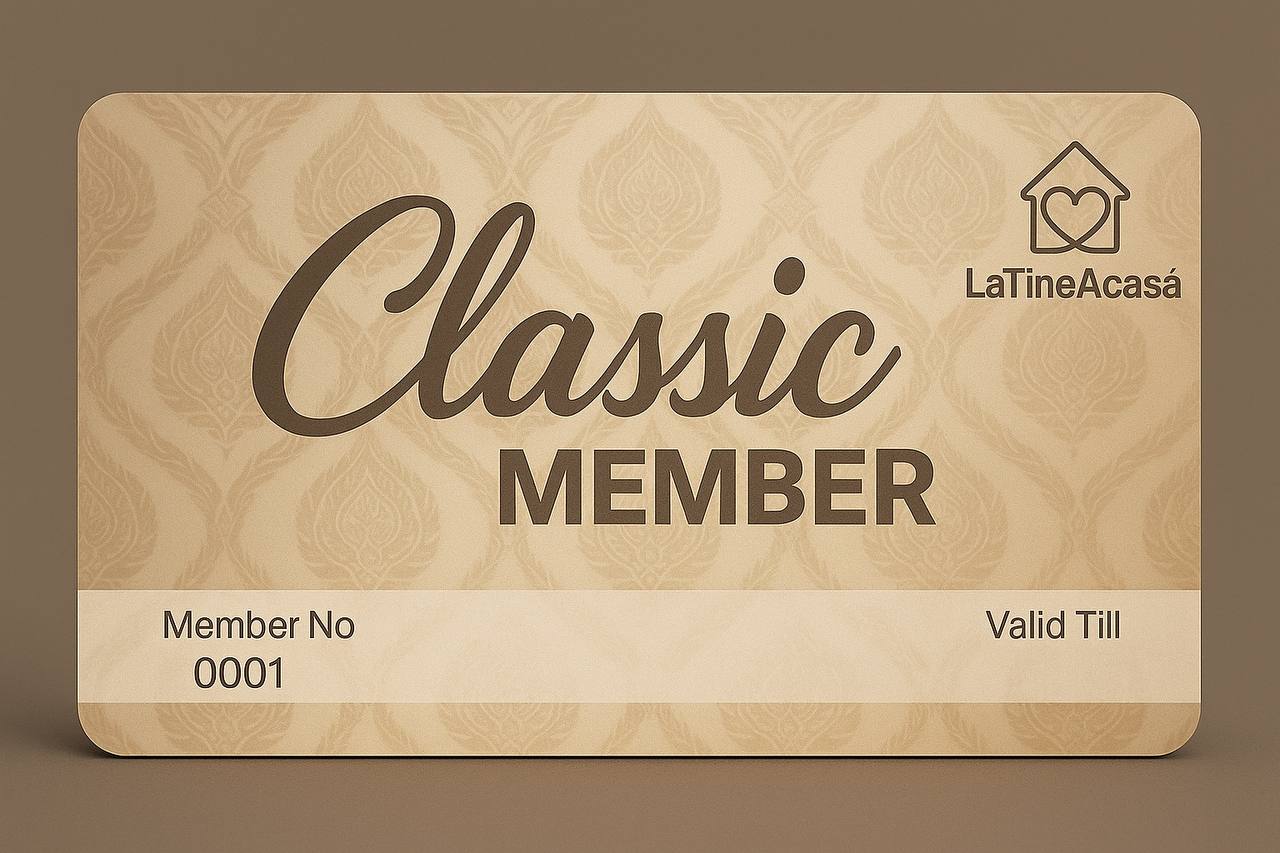 LaTineAcasá
Classic
MEMBER
Member No
0001
Valid Till